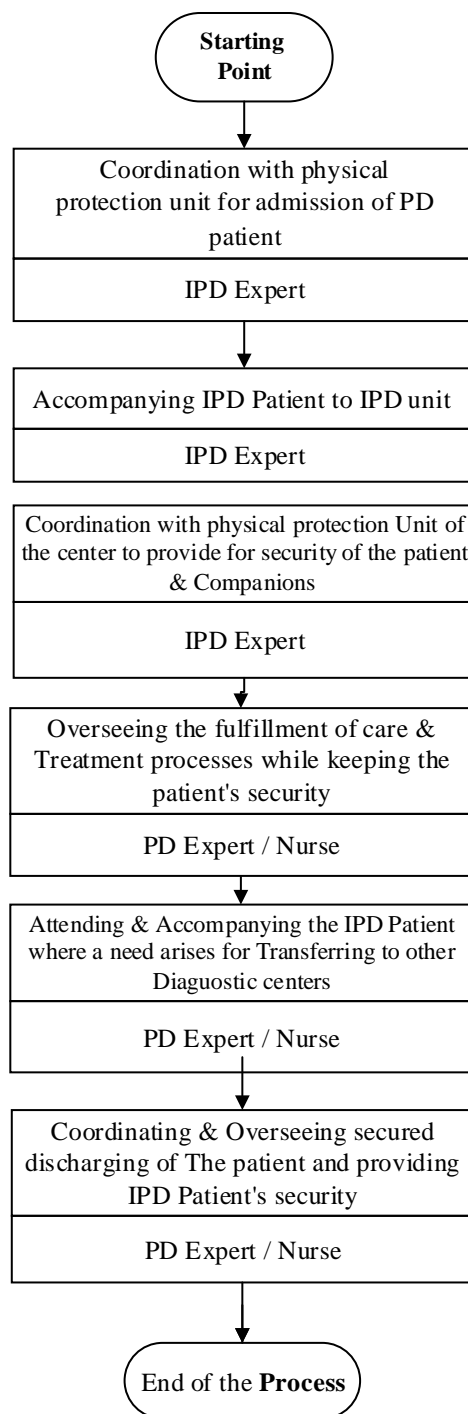 Starting
Point
Coordination with physical
protection unit for admission of PD
patient
IPD Expert
Accompanying IPD Patient to IPD unit
IPD Expert
Coordination with physical protection Unit of
the center to provide for security of the patient
& Companions
IPD Expert
Overseeing the fulfillment of care &
Treatment processes while keeping the
patient's security
PD Expert / Nurse
Attending & Accompanying the IPD Patient
where a need arises for Transferring to other
Diaguostic centers
PD Expert / Nurse
Coordinating & Overseeing secured
discharging of The patient and providing
IPD Patient's security
PD Expert / Nurse
End of the Process